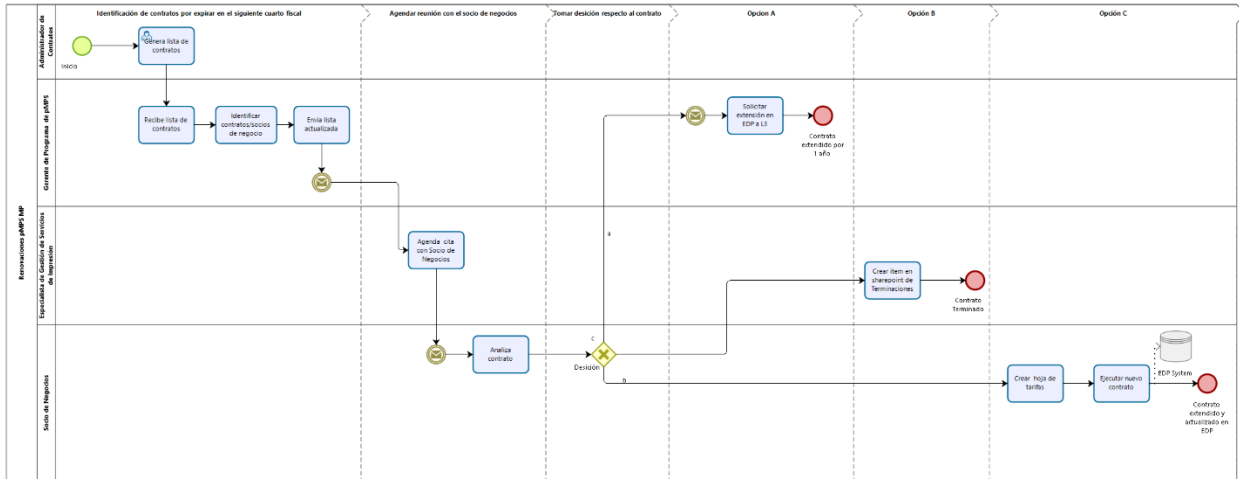 Identificación de contratos por expirar en el siguiente cuarto fiscal
Agendar reunión con el socio de negocios
Tomar desición respecto al contrato
Opcion A
Opción B
Opción C
Renovaciones pMPS MP
Administrador de
Contratos
Inicio
Genera lista de
contratos
Gerente de Programa de pMPS
Recibe lista de
contratos
Identificar
contratos/socios
de negocio
Envia lista
actualizada
Solicitar
extensión en
EDP a L3
Contrato
extendido por
1 año
Especialista de Gestión de Servicios
de Impresión
Agenda cita
con Socio de
Negocios
B
Crear item en
sharepoint de
Terminaciones
Contrato
Terminado
Socio de Negocios
Analiza
contrato
C
Desición
D
Crear hoja de
tarifas
Ejecutar nuevo
contrato
EDP System
Contrato
extendido y
actualizado en
EDP